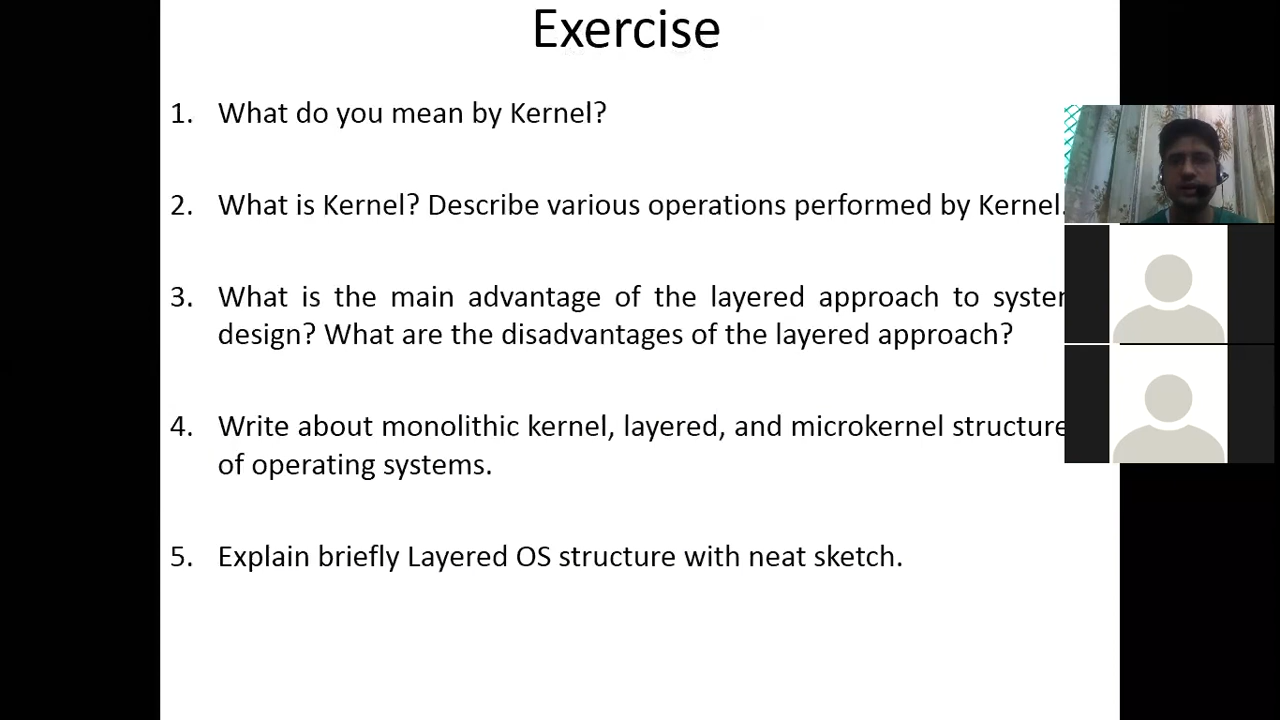 Exercise
1. What do you mean by Kernel?
2. What is Kernel? Describe various operations performed by Kernel.
3. What is the main advantage of the layered approach to
design? What are the disadvantages of the layered approach?
4. Write about monolithic kernel, layered, and microkernel structure
of operating systems.
5. Explain briefly Layered OS structure with neat sketch.